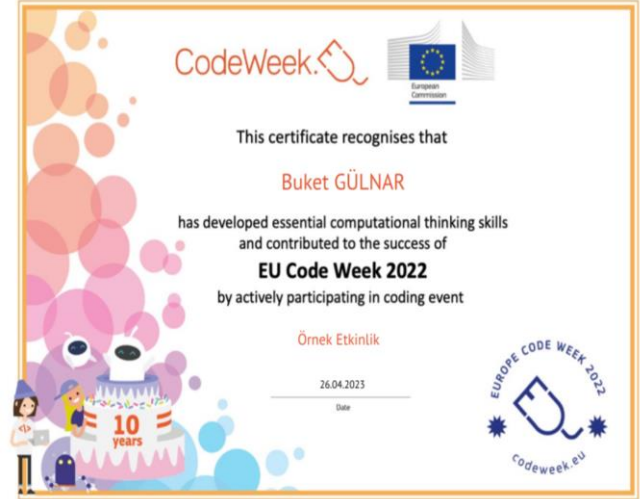 CodeWeek.EU
European
Commission
This certificate recognises that
Buket GÜLNAR
has developed essential computational thinking skills
and contributed to the success of
EU Code Week 2022
by actively participating in coding event
Örnek Etkinlik
26.04.2023
Date
10
years
EUROPE CODE WEEK 2022
codeweek.eu